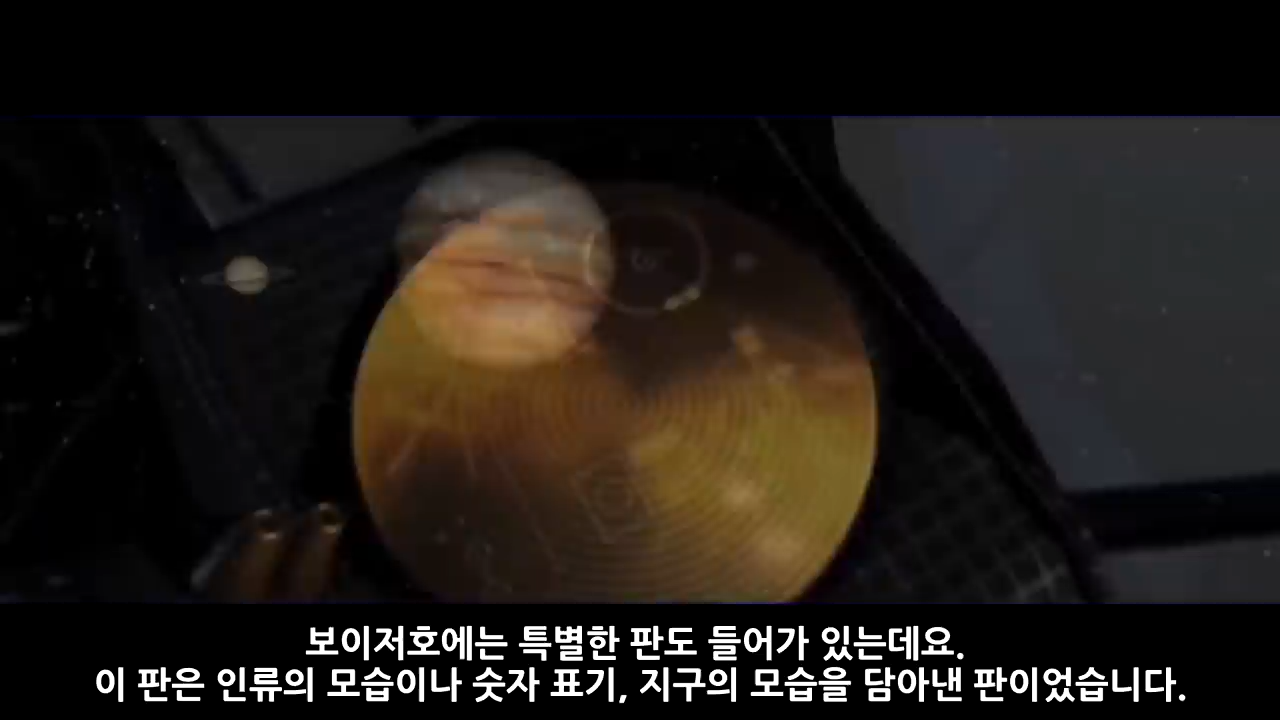 보이저호에는 특별한 판도 들어가 있는데요.
이 판은 인류의 모습이나 숫자 표기, 지구의 모습을 담아낸 판이었습니다.